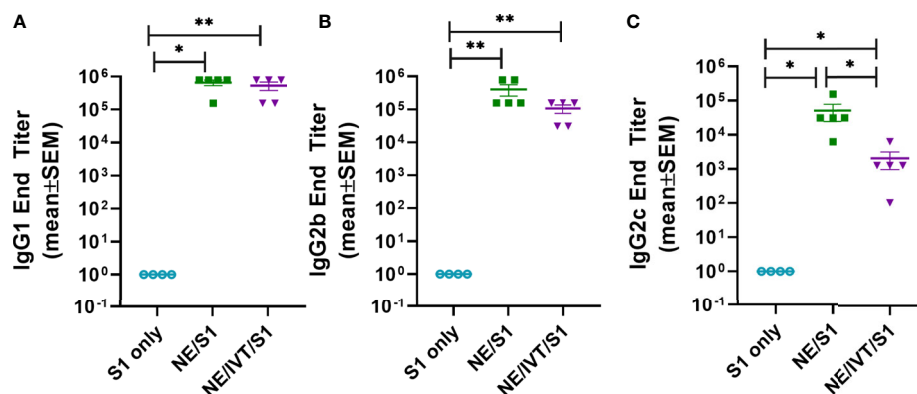 A
**
*
IgG1 End Titer
(mean±SEM)
10^6
10^5
10^4
10^3
10^2
10^1
10^0
10^-1
S1 only
NE/S1
NE/IVT/S1
B
**
**
IgG2b End Titer
(mean±SEM)
10^6
10^5
10^4
10^3
10^2
10^1
10^0
10^-1
S1 only
NE/S1
NE/IVT/S1
C
*
*
*
IgG2c End Titer
(mean±SEM)
10^6
10^5
10^4
10^3
10^2
10^1
10^0
10^-1
S1 only
NE/S1
NE/IVT/S1